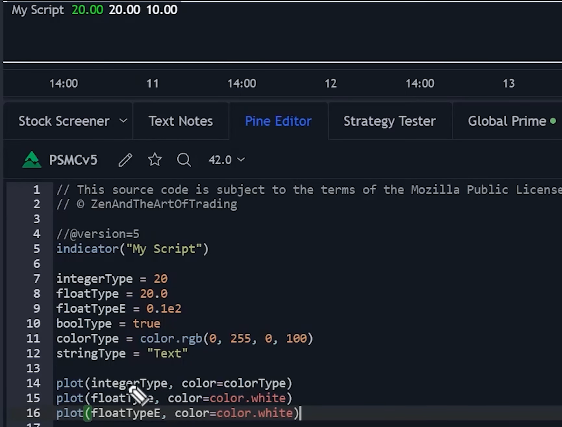 My Script 20.00 20.00 10.00
14:00 11 14:00 12 14:00 13
Stock Screener Text Notes Pine Editor Strategy Tester Global Prime
PSMCv5 42.0
1 // This source code is subject to the terms of the Mozilla Public License
2 // © ZenAndTheArtOfTrading
3
4 //@version=5
5 indicator("My Script")
6
7 integerType = 20
8 floatType = 20.0
9 floatTypeE = 0.1e2
10 boolType = true
11 colorType = color.rgb(0, 255, 0, 100)
12 stringType = "Text"
13
14 plot(integerType, color=colorType)
15 plot(floatType, color=color.white)
16 plot(floatTypeE, color=color.white)
17